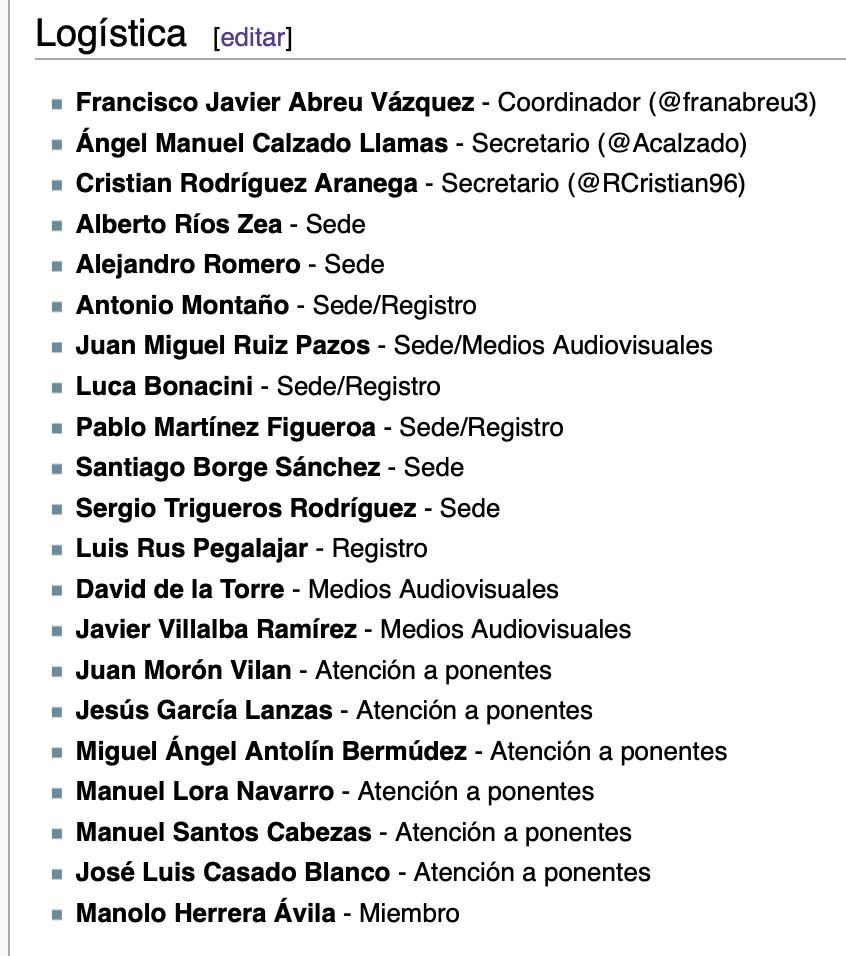 Logística [editar]
Francisco Javier Abreu Vázquez - Coordinador (@franabreu3)
Ángel Manuel Calzado Llamas - Secretario (@Acalzado)
Cristian Rodríguez Aranega - Secretario (@RCristian96)
Alberto Ríos Zea - Sede
Alejandro Romero - Sede
Antonio Montaño - Sede/Registro
Juan Miguel Ruiz Pazos - Sede/Medios Audiovisuales
Luca Bonacini - Sede/Registro
Pablo Martínez Figueroa - Sede/Registro
Santiago Borge Sánchez - Sede
Sergio Trigueros Rodríguez - Sede
Luis Rus Pegalajar - Registro
David de la Torre - Medios Audiovisuales
Javier Villalba Ramírez - Medios Audiovisuales
Juan Morón Vilan - Atención a ponentes
Jesús García Lanzas - Atención a ponentes
Miguel Ángel Antolín Bermúdez - Atención a ponentes
Manuel Lora Navarro - Atención a ponentes
Manuel Santos Cabezas - Atención a ponentes
José Luis Casado Blanco - Atención a ponentes
Manolo Herrera Ávila - Miembro